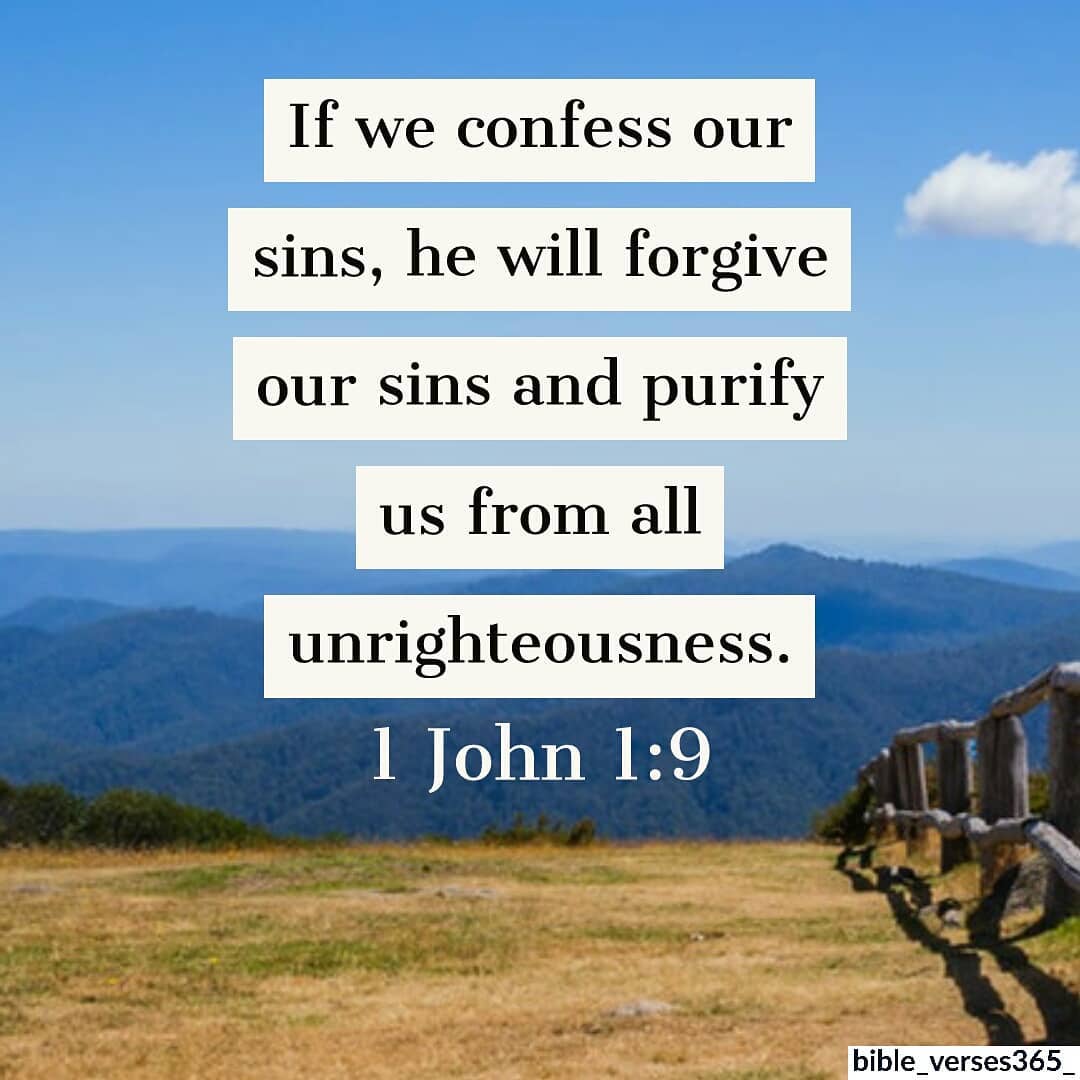 If we confess our
sins, he will forgive
our sins and purify
us from all
unrighteousness.
1 John 1:9
bible_verses365_